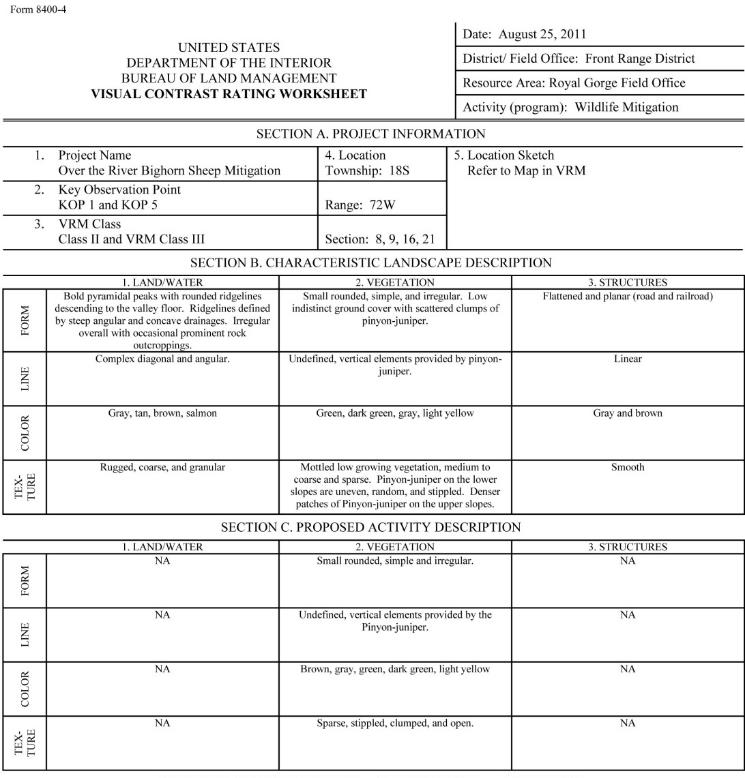 Form 8400-4
UNITED STATES
DEPARTMENT OF THE INTERIOR
BUREAU OF LAND MANAGEMENT
VISUAL CONTRAST RATING WORKSHEET
Date: August 25, 2011
District/ Field Office: Front Range District
Resource Area: Royal Gorge Field Office
Activity (program): Wildlife Mitigation
SECTION A. PROJECT INFORMATION
1. Project Name
Over the River Bighorn Sheep Mitigation
4. Location
Township: 18S
5. Location Sketch
Refer to Map in VRM
2. Key Observation Point
KOP 1 and KOP 5
Range: 72W
3. VRM Class
Class II and VRM Class III
Section: 8, 9, 16, 21
SECTION B. CHARACTERISTIC LANDSCAPE DESCRIPTION
1. LAND/WATER
2. VEGETATION
3. STRUCTURES
FORM
Bold pyramidal peaks with rounded ridgelines
descending to the valley floor. Ridgelines defined
by steep angular and concave drainages. Irregular
overall with occasional prominent rock
outcroppings.
Small rounded, simple, and irregular. Low
indistinct ground cover with scattered clumps of
pinyon-juniper.
Flattened and planar (road and railroad)
LINE
Complex diagonal and angular.
Undefined, vertical elements provided by pinyon-
juniper.
Linear
COLOR
Gray, tan, brown, salmon
Green, dark green, gray, light yellow
Gray and brown
TEX-
TURE
Rugged, coarse, and granular
Mottled low growing vegetation, medium to
coarse and sparse. Pinyon-juniper on the lower
slopes are uneven, random, and stippled. Denser
patches of Pinyon-juniper on the upper slopes.
Smooth
SECTION C. PROPOSED ACTIVITY DESCRIPTION
1. LAND/WATER
2. VEGETATION
3. STRUCTURES
FORM
NA
Small rounded, simple and irregular.
NA
LINE
NA
Undefined, vertical elements provided by the
Pinyon-juniper.
NA
COLOR
NA
Brown, gray, green, dark green, light yellow
NA
TEX-
TURE
NA
Sparse, stippled, clumped, and open.
NA